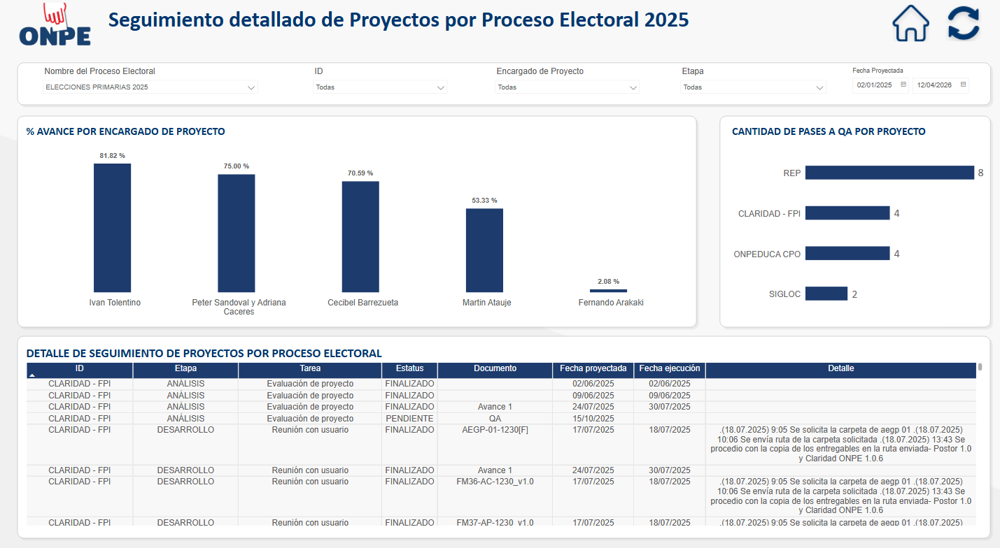 ONPE
Seguimiento detallado de Proyectos por Proceso Electoral 2025
Nombre del Proceso Electoral
ELECCIONES PRIMARIAS 2025
ID
Todas
Encargado de Proyecto
Todas
Etapa
Todas
Fecha Proyectada
02/01/2025
12/04/2026
% AVANCE POR ENCARGADO DE PROYECTO
81.82 %
75.00 %
70.59 %
53.33 %
2.08 %
Ivan Tolentino
Peter Sandoval y Adriana
Caceres
Cecibel Barrezueta
Martin Atauje
Fernando Arakaki
CANTIDAD DE PASES A QA POR PROYECTO
REP 8
CLARIDAD - FPI 4
ONPEDUCA CPO 4
SIGLOC 2
DETALLE DE SEGUIMIENTO DE PROYECTOS POR PROCESO ELECTORAL
ID Etapa Tarea Estatus Documento Fecha proyectada Fecha ejecución Detalle
CLARIDAD - FPI ANÁLISIS Evaluación de proyecto FINALIZADO 02/06/2025 02/06/2025
CLARIDAD - FPI ANÁLISIS Evaluación de proyecto FINALIZADO 09/06/2025 09/06/2025
CLARIDAD - FPI ANÁLISIS Evaluación de proyecto FINALIZADO Avance 1 24/07/2025 30/07/2025
CLARIDAD - FPI ANÁLISIS Evaluación de proyecto PENDIENTE QA 15/10/2025
CLARIDAD - FPI DESARROLLO Reunión con usuario FINALIZADO AEGP-01-1230[F] 17/07/2025 18/07/2025 .(18.07.2025) 9:05 Se solicita la carpeta de aegp 01 .(18.07.2025)
10:06 Se envía ruta de la carpeta solicitada .(18.07.2025) 13:43 Se
procedio con la copia de los entregables en la ruta enviada- Postor 1.0
y Claridad ONPE 1.0.6
CLARIDAD - FPI DESARROLLO Reunión con usuario FINALIZADO Avance 1 24/07/2025 30/07/2025
CLARIDAD - FPI DESARROLLO Reunión con usuario FINALIZADO FM36-AC-1230_v1.0 17/07/2025 18/07/2025 .(18.07.2025) 9:05 Se solicita la carpeta de aegp 01 .(18.07.2025)
10:06 Se envía ruta de la carpeta solicitada .(18.07.2025) 13:43 Se
procedio con la copia de los entregables en la ruta enviada- Postor 1.0
y Claridad ONPE 1.0.6
CLARIDAD - FPI DESARROLLO Reunión con usuario FINALIZADO FM37-AP-1230_v1.0 17/07/2025 18/07/2025 .(18.07.2025) 9:05 Se solicita la carpeta de aegp 01 .(18.07.2025)